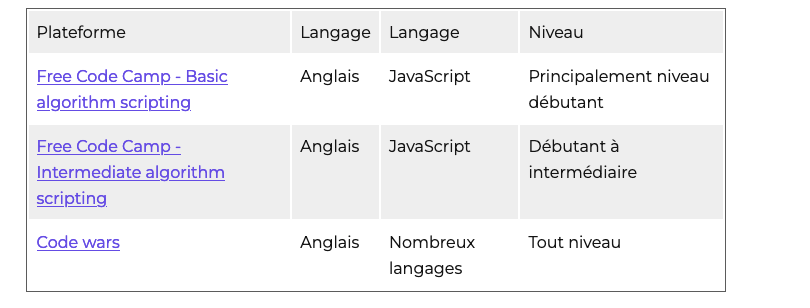 Plateforme Langage Langage Niveau
Free Code Camp - Basic Anglais JavaScript Principalement niveau
algorithm scripting débutant
Free Code Camp - Anglais JavaScript Débutant à
Intermediate algorithm intermédiaire
scripting
Code wars Anglais Nombreux Tout niveau
langages